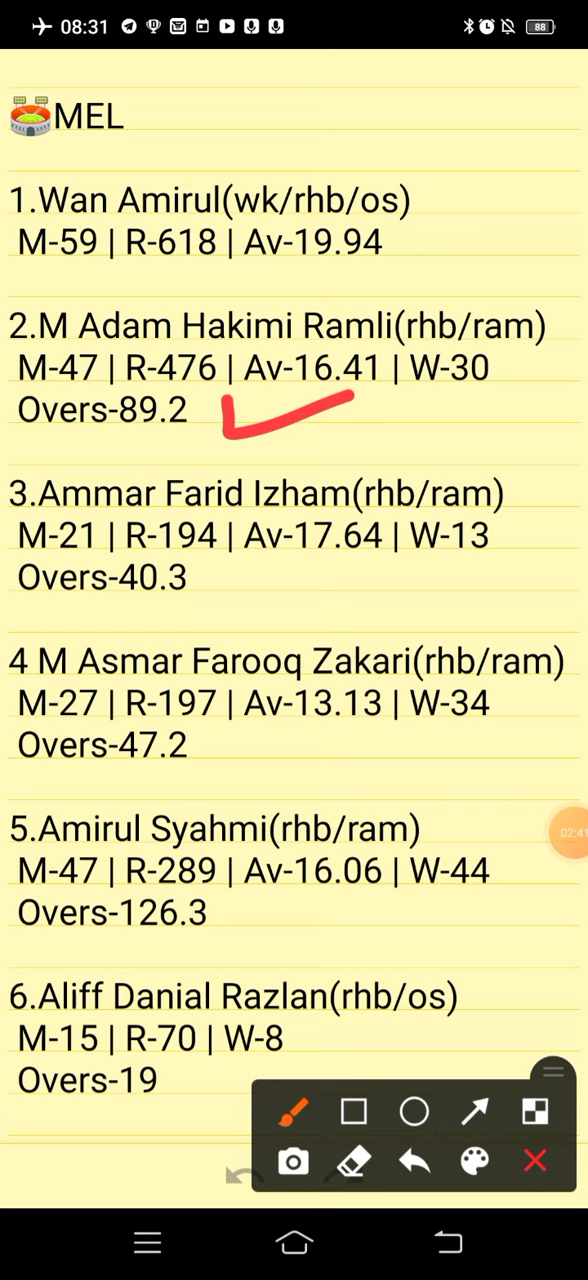 08:31
88
MEL
1.Wan Amirul(wk/rhb/os)
M-59 | R-618 | Av-19.94
2.M Adam Hakimi Ramli(rhb/ram)
M-47 | R-476 | Av-16.41 | W-30
Overs-89.2
3.Ammar Farid Izham(rhb/ram)
M-21 | R-194 | Av-17.64 | W-13
Overs-40.3
4 M Asmar Farooq Zakari(rhb/ram)
M-27 | R-197 | Av-13.13 | W-34
Overs-47.2
5.Amirul Syahmi(rhb/ram)
02:41
M-47 | R-289 | Av-16.06 | W-44
Overs-126.3
6.Aliff Danial Razlan(rhb/os)
M-15 | R-70 | W-8
Overs-19